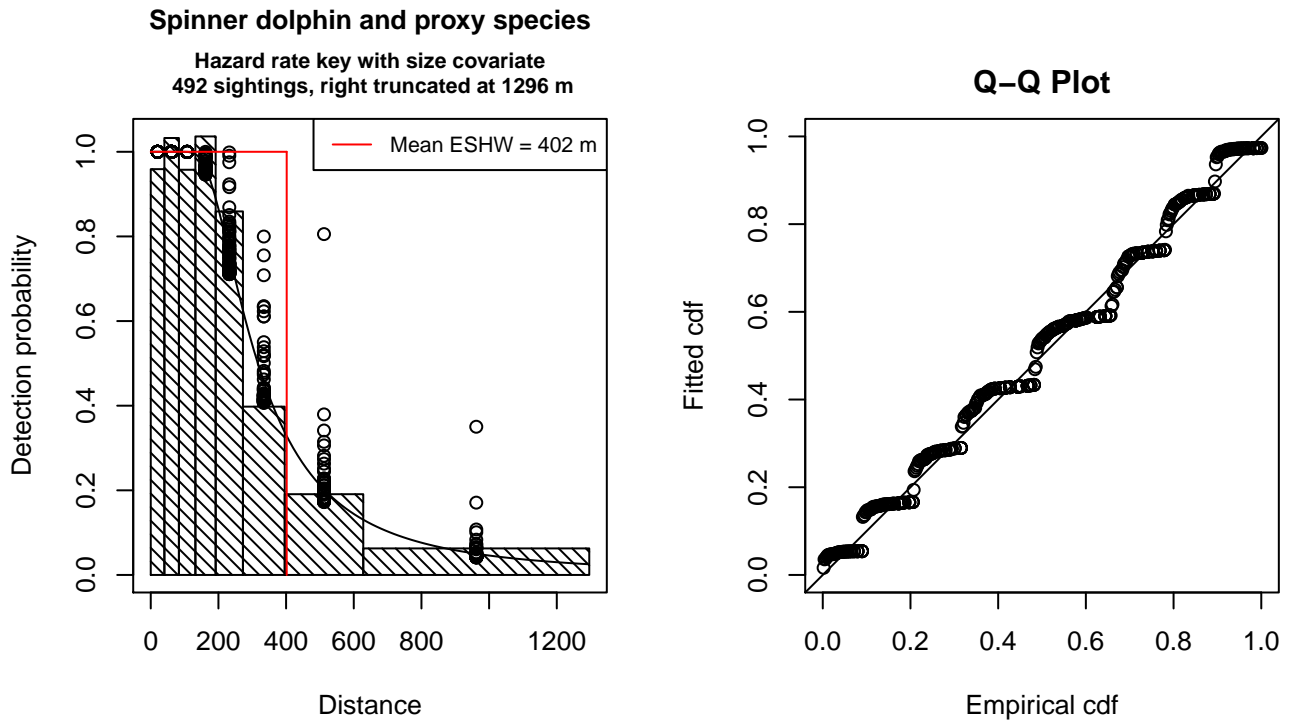 Spinner dolphin and proxy species
Hazard rate key with size covariate
492 sightings, right truncated at 1296 m
Mean ESHW = 402 m
Detection probability
1.0
0.8
0.6
0.4
0.2
0.0
0 200 400 600 800 1200
Distance
Q−Q Plot
Fitted cdf
1.0
0.8
0.6
0.4
0.2
0.0
0.0 0.2 0.4 0.6 0.8 1.0
Empirical cdf